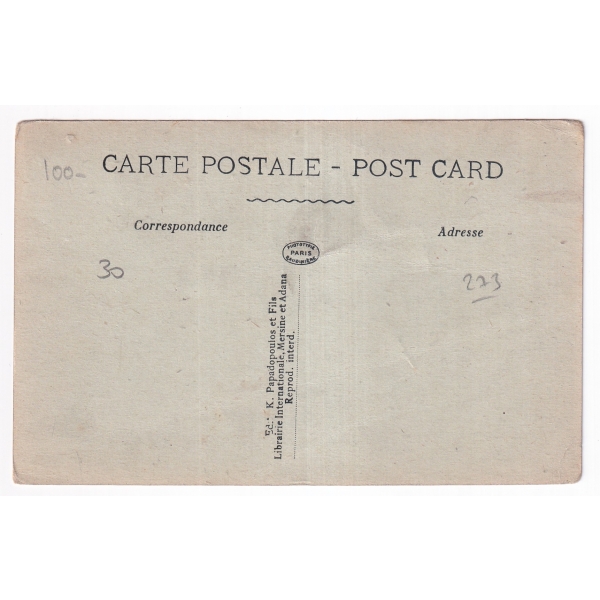 100-
CARTE POSTALE - POST CARD
Correspondance
Adresse
PARIS
30
223
Ed: K. Papadopoulos et Fils
Librairie Internationale, Mersine et Adana
Reprod. interd.